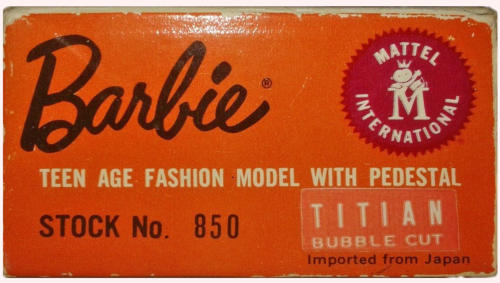 Barbie®
MATTEL
M
INTERNATIONAL
TEEN AGE FASHION MODEL WITH PEDESTAL
STOCK No. 850
TITIAN
BUBBLE CUT
Imported from Japan